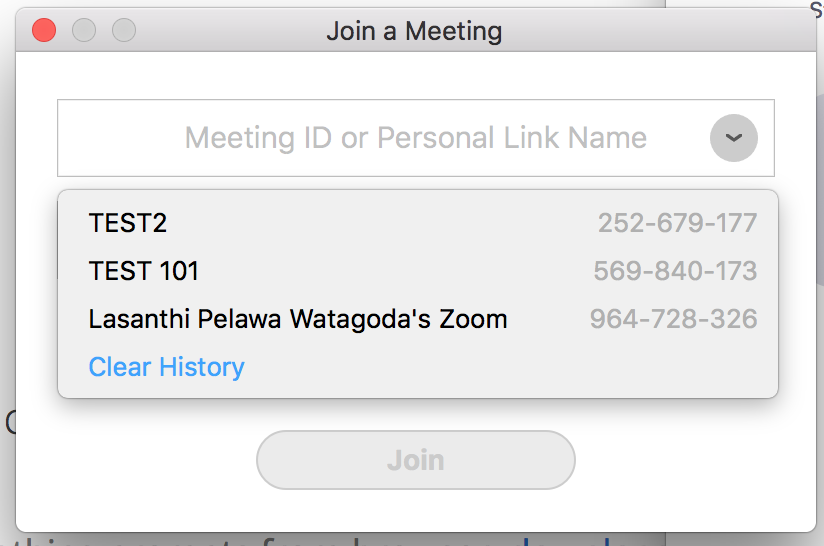 Join a Meeting
Meeting ID or Personal Link Name
TEST2 252-679-177
TEST 101 569-840-173
Lasanthi Pelawa Watagoda's Zoom 964-728-326
Clear History
Join